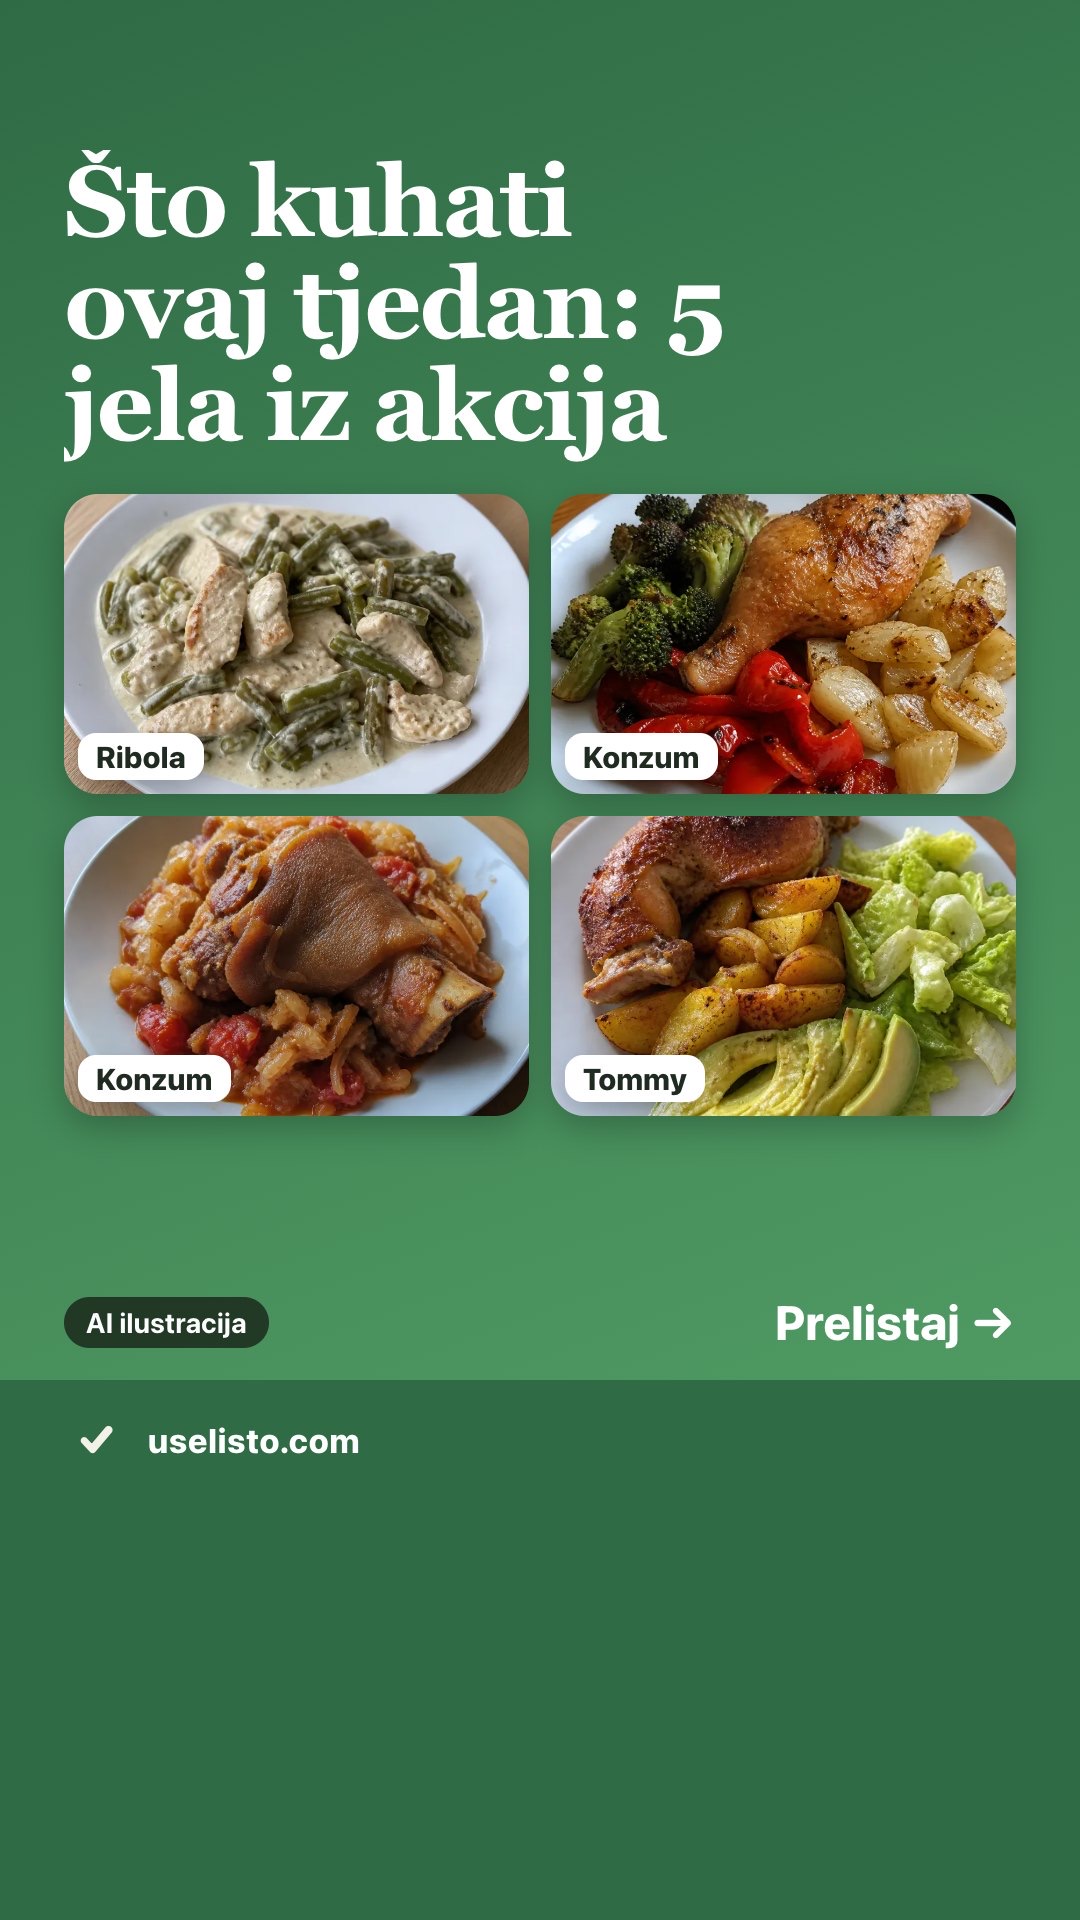 Što kuhati
ovaj tjedan: 5
jela iz akcija
Ribola
Konzum
Konzum
Tommy
AI ilustracija
Prelistaj →
uselisto.com